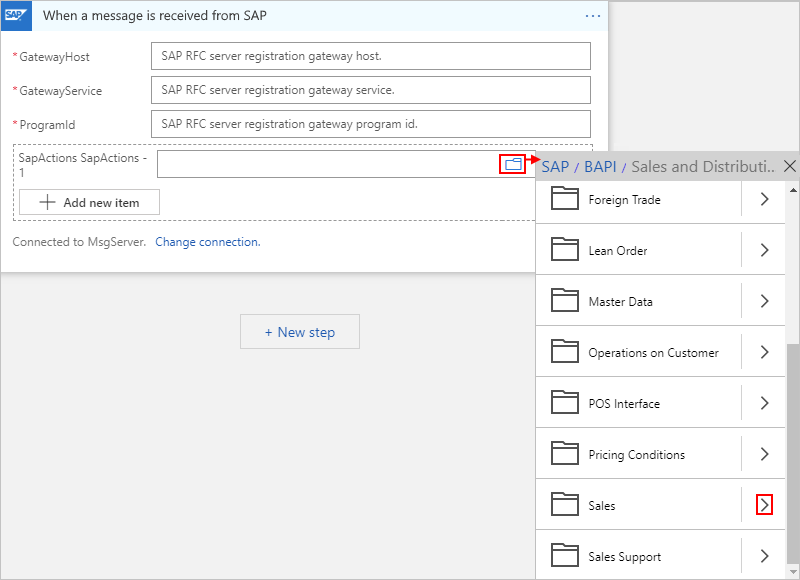 SAP
When a message is received from SAP
...
* GatewayHost
SAP RFC server registration gateway host.
* GatewayService
SAP RFC server registration gateway service.
* ProgramId
SAP RFC server registration gateway program id.
SapActions SapActions -
1
+ Add new item
Connected to MsgServer. Change connection.
+ New step
SAP / BAPI / Sales and Distributi..
Foreign Trade
Lean Order
Master Data
Operations on Customer
POS Interface
Pricing Conditions
Sales
Sales Support